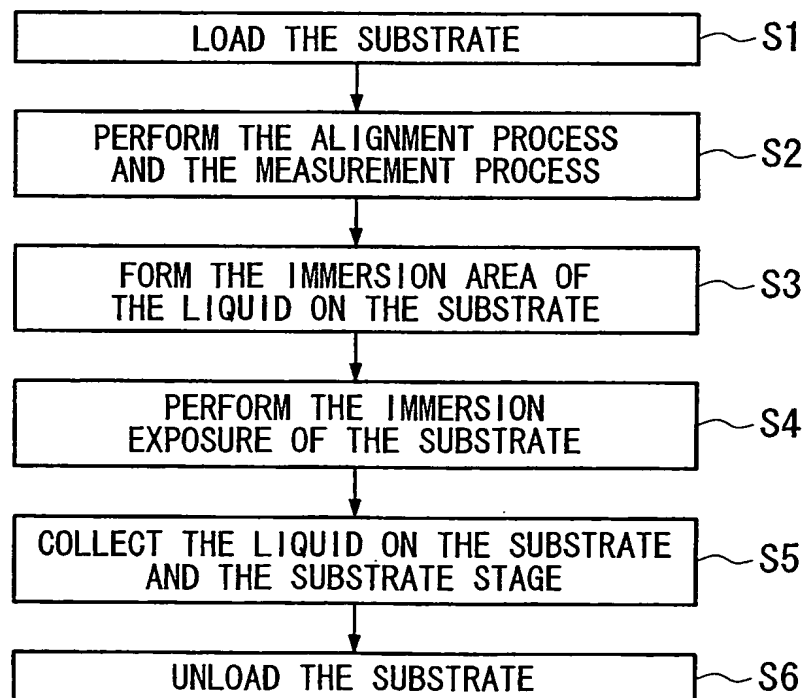 LOAD THE SUBSTRATE
S1
PERFORM THE ALIGNMENT PROCESS
AND THE MEASUREMENT PROCESS
S2
FORM THE IMMERSION AREA OF
THE LIQUID ON THE SUBSTRATE
S3
PERFORM THE IMMERSION
EXPOSURE OF THE SUBSTRATE
S4
COLLECT THE LIQUID ON THE SUBSTRATE
AND THE SUBSTRATE STAGE
S5
UNLOAD THE SUBSTRATE
S6